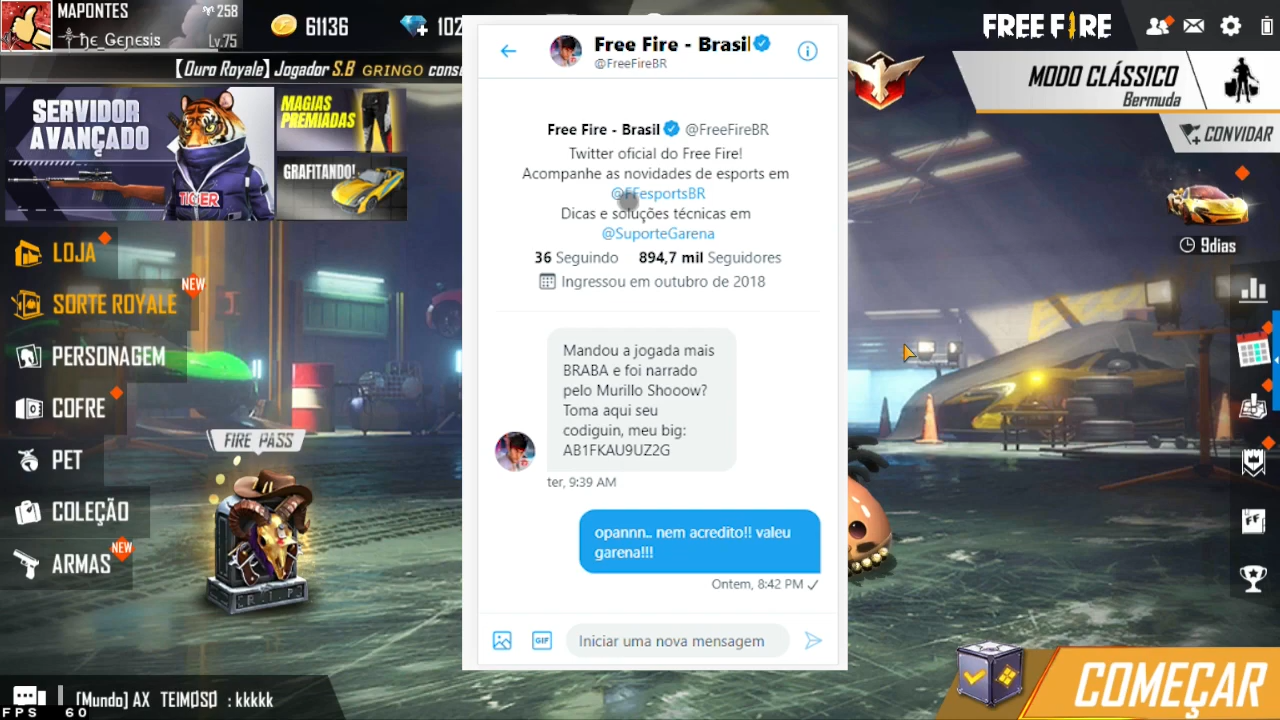 MAPONTES
258
Ҭһє_Gєnєsis
Lv.75
61136
102
【Ouro Royale】 Jogador S.B GRINGO
SERVIDOR
AVANÇADO
TIGER
MAGIAS
PREMIADAS
GRAFITANDO!
LOJA
SORTE ROYALE
NEW
PERSONAGEM
COFRE
PET
COLEÇÃO
ARMAS
NEW
FIRE PASS
[Mundo] AX TEIMOSO : kkkkk
FPS 60
Free Fire - Brasil
@FreeFireBR
Free Fire - Brasil @FreeFireBR
Twitter oficial do Free Fire!
Acompanhe as novidades de esports em
@FFesportsBR
Dicas e soluções técnicas em
@SuporteGarena
36 Seguindo 894,7 mil Seguidores
Ingressou em outubro de 2018
Mandou a jogada mais
BRABA e foi narrado
pelo Murillo Shooow?
Toma aqui seu
codiguin, meu big:
AB1FKAU9UZ2G
ter, 9:39 AM
opannn.. nem acredito!! valeu
garena!!!
Ontem, 8:42 PM
GIF
Iniciar uma nova mensagem
FREE FIRE
MODO CLÁSSICO
Bermuda
CONVIDAR
9dias
FF
COMEÇAR